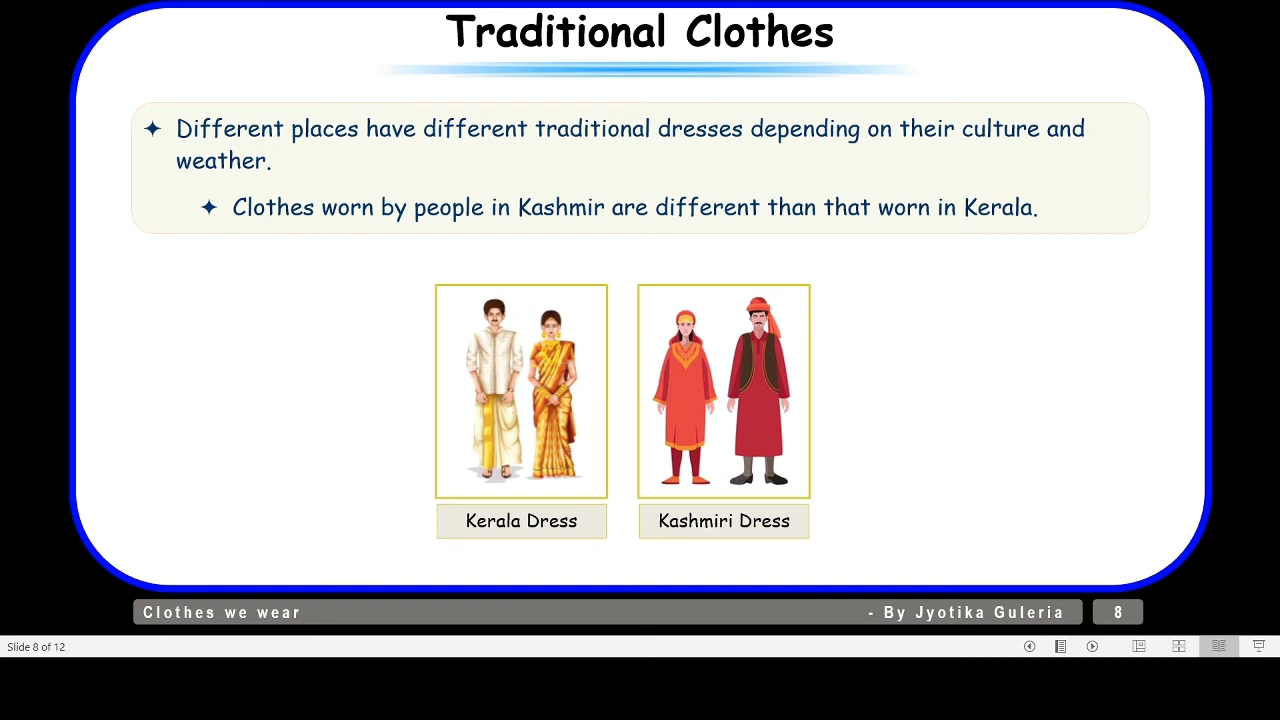 Traditional Clothes
✦ Different places have different traditional dresses depending on their culture and
weather.
✦ Clothes worn by people in Kashmir are different than that worn in Kerala.
Kerala Dress
Kashmiri Dress
Clothes we wear
- By Jyotika Guleria
8
Slide 8 of 12